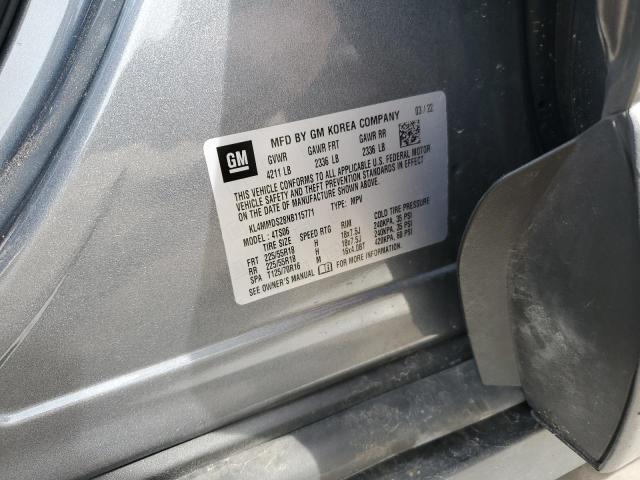 MFD BY GM KOREA COMPANY 03 / 22
GM
GVWR GAWR FRT GAWR RR
4211 LB 2336 LB 2336 LB
THIS VEHICLE CONFORMS TO ALL APPLICABLE U.S. FEDERAL MOTOR
VEHICLE SAFETY AND THEFT PREVENTION STANDARDS IN EFFECT
ON THE DATE OF MANUFACTURE SHOWN ABOVE.
KL4MMDS28NB115771 TYPE: MPV
MODEL: 4TS06
TIRE SIZE SPEED RTG RIM COLD TIRE PRESSURE
FRT 225/55R18 H 18x7.5J 240KPA, 35 PSI
RR 225/55R18 H 18x7.5J 240KPA, 35 PSI
SPA T125/70R16 M 16x4.0BT 420KPA, 60 PSI
SEE OWNER'S MANUAL FOR MORE INFORMATION.